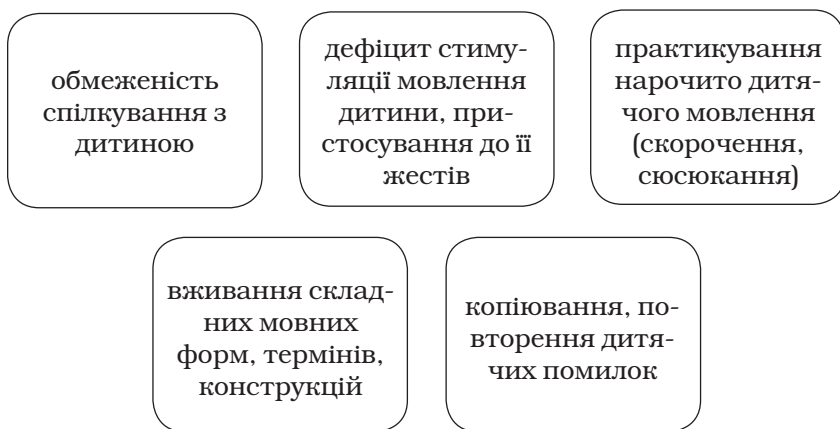 обмеженість
спілкування з
дитиною
дефіцит стиму-
ляції мовлення
дитини, при-
стосування до її
жестів
практикування
нарочито дитя-
чого мовлення
(скорочення,
сюсюкання)
вживання склад-
них мовних
форм, термінів,
конструкцій
копіювання, по-
вторення дитя-
чих помилок